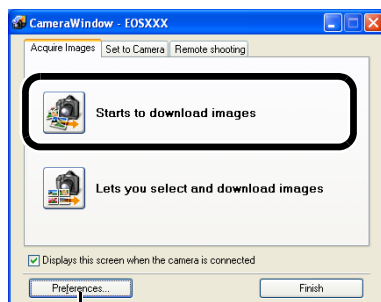 CameraWindow - EOSXXX
Acquire Images Set to Camera Remote shooting
Starts to download images
Lets you select and download images
Displays this screen when the camera is connected
Preferences... Finish